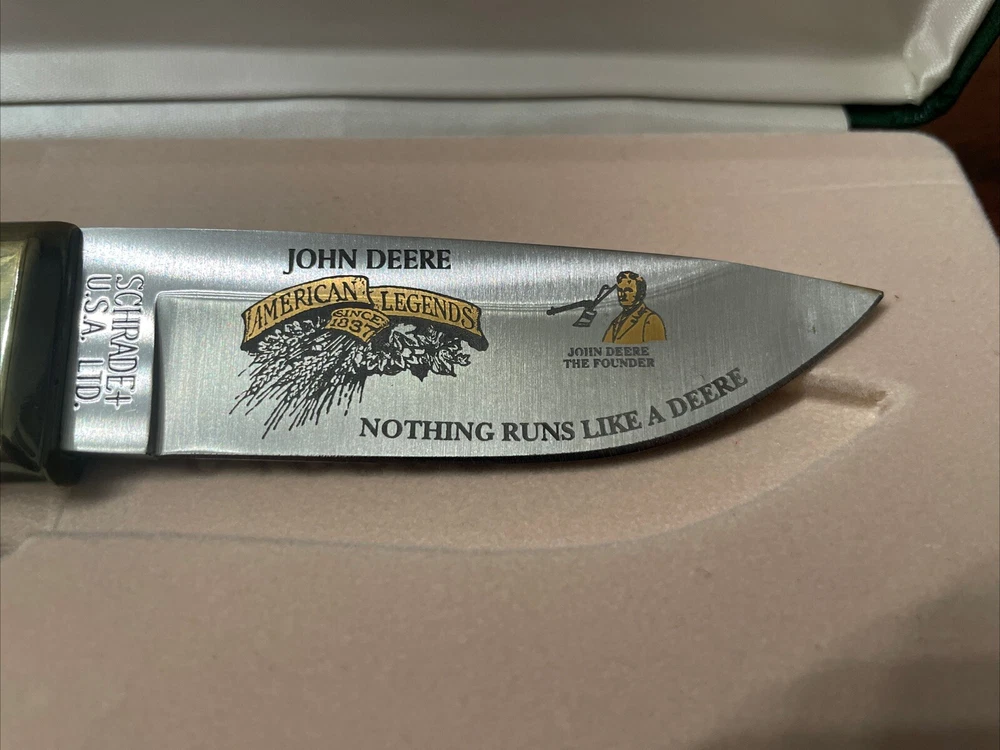 SCHRADE+
U.S.A. LTD.
JOHN DEERE
AMERICAN LEGENDS
SINCE
1837
JOHN DEERE
THE FOUNDER
NOTHING RUNS LIKE A DEERE